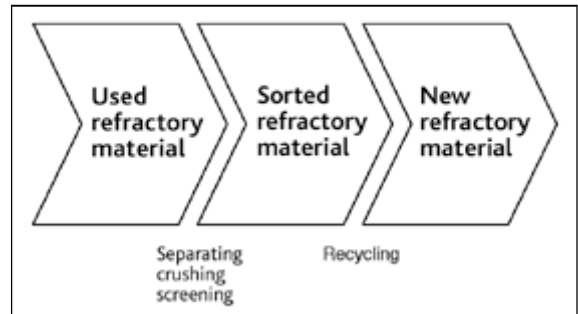 Used
refractory
material
Sorted
refractory
material
New
refractory
material
Separating
crushing
screening
Recycling